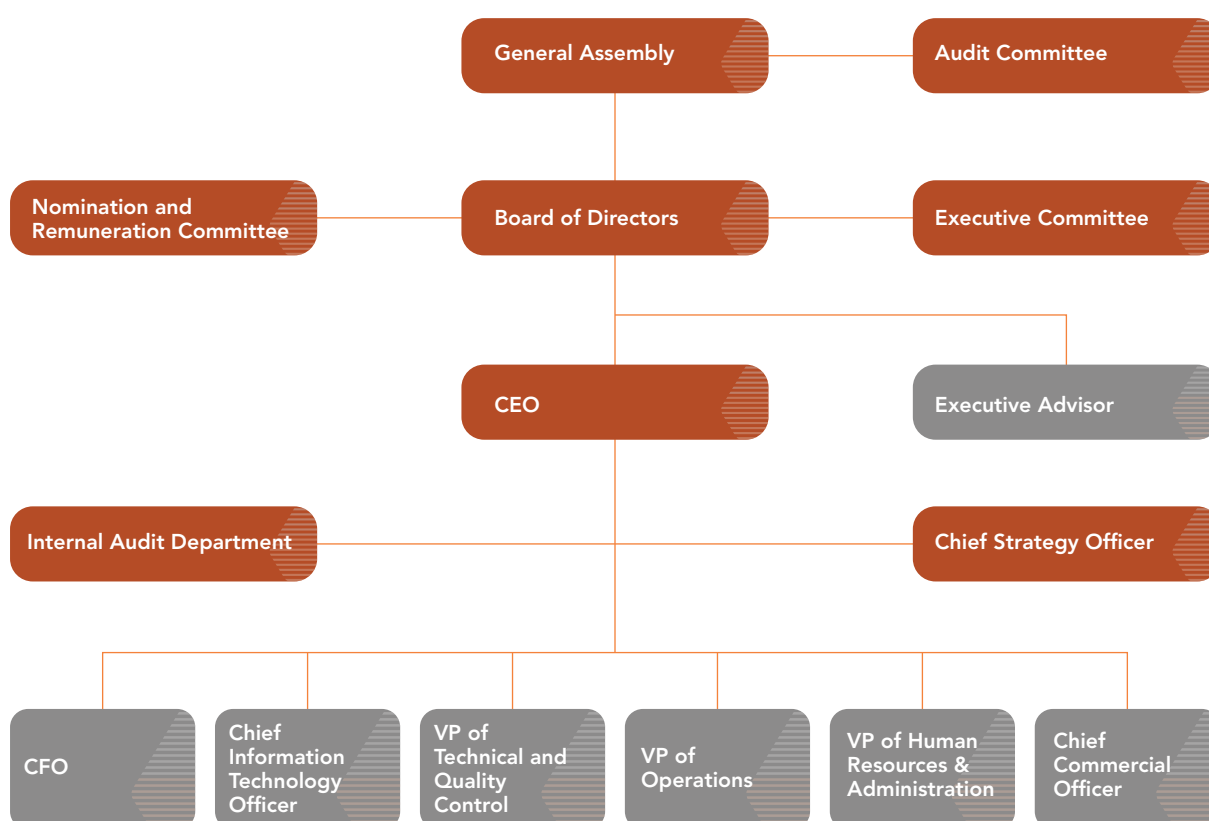 General Assembly
Audit Committee
Nomination and
Remuneration Committee
Board of Directors
Executive Committee
CEO
Executive Advisor
Internal Audit Department
Chief Strategy Officer
CFO
Chief
Information
Technology
Officer
VP of
Technical and
Quality
Control
VP of
Operations
VP of Human
Resources &
Administration
Chief
Commercial
Officer